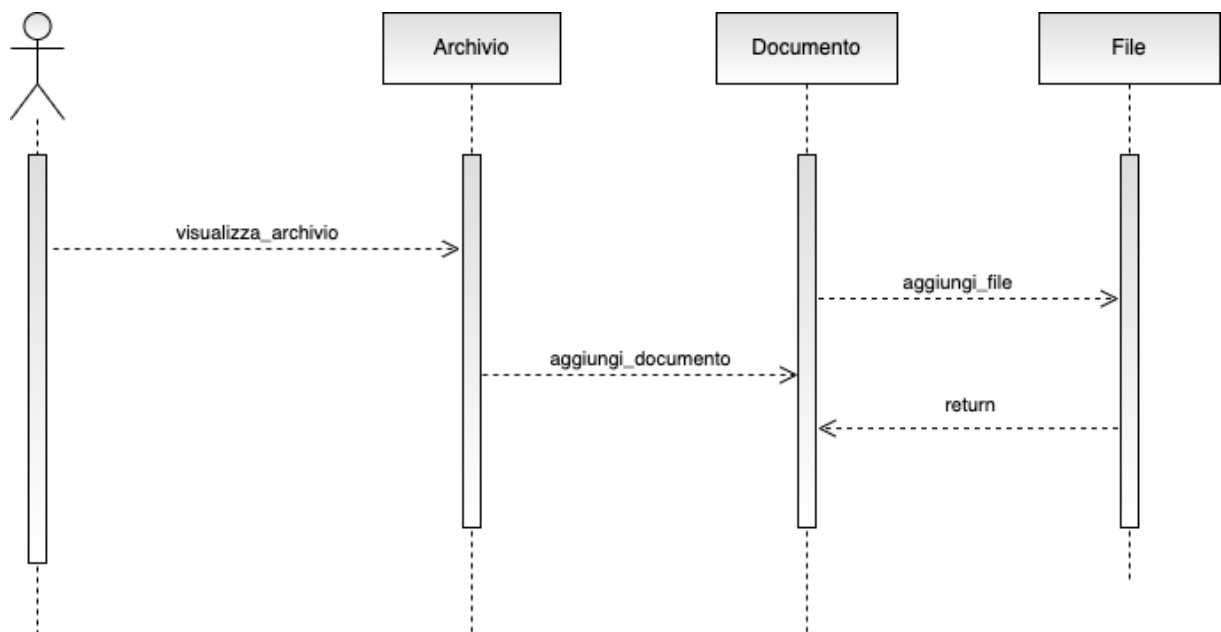 Archivio
Documento
File
visualizza_archivio
aggiungi_file
aggiungi_documento
return